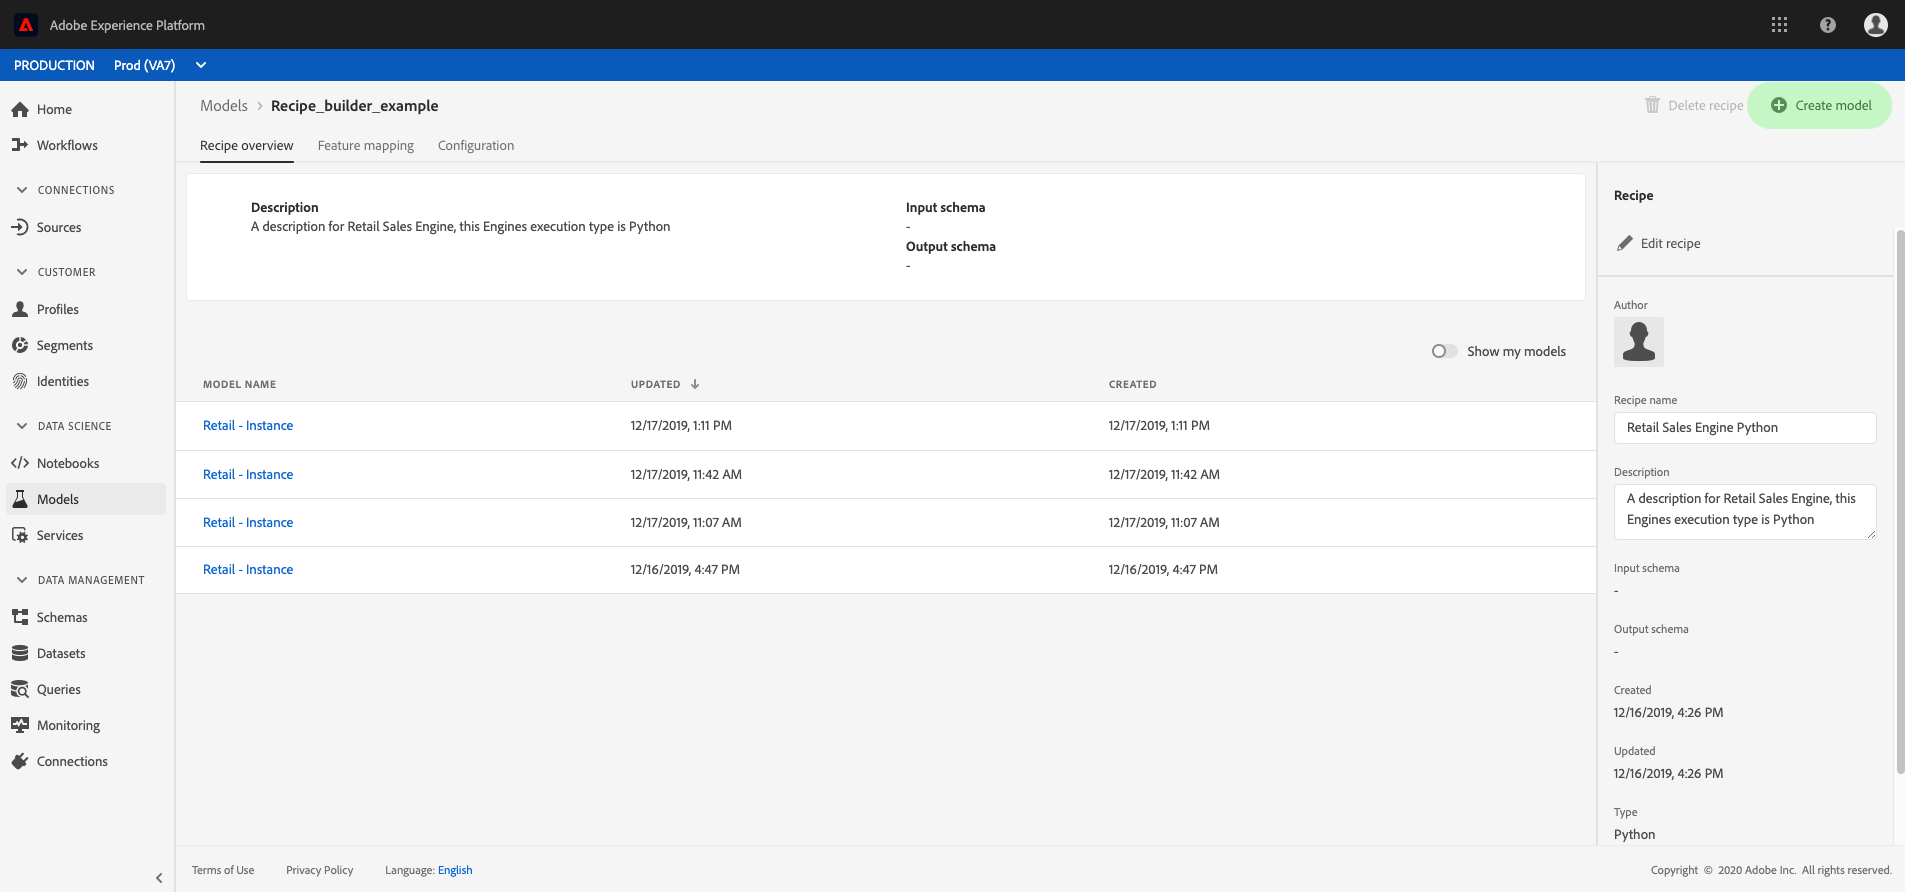 Adobe Experience Platform
PRODUCTION Prod (VA7)
Home
Workflows
CONNECTIONS
Sources
CUSTOMER
Profiles
Segments
Identities
DATA SCIENCE
Notebooks
Models
Services
DATA MANAGEMENT
Schemas
Datasets
Queries
Monitoring
Connections
Models > Recipe_builder_example
Delete recipe
Create model
Recipe overview Feature mapping Configuration
Description
A description for Retail Sales Engine, this Engines execution type is Python
Input schema
-
Output schema
-
Show my models
MODEL NAME UPDATED ↓ CREATED
Retail - Instance 12/17/2019, 1:11 PM 12/17/2019, 1:11 PM
Retail - Instance 12/17/2019, 11:42 AM 12/17/2019, 11:42 AM
Retail - Instance 12/17/2019, 11:07 AM 12/17/2019, 11:07 AM
Retail - Instance 12/16/2019, 4:47 PM 12/16/2019, 4:47 PM
Recipe
Edit recipe
Author
Recipe name
Retail Sales Engine Python
Description
A description for Retail Sales Engine, this
Engines execution type is Python
Input schema
-
Output schema
-
Created
12/16/2019, 4:26 PM
Updated
12/16/2019, 4:26 PM
Type
Python
Terms of Use Privacy Policy Language: English
Copyright © 2020 Adobe Inc. All rights reserved.